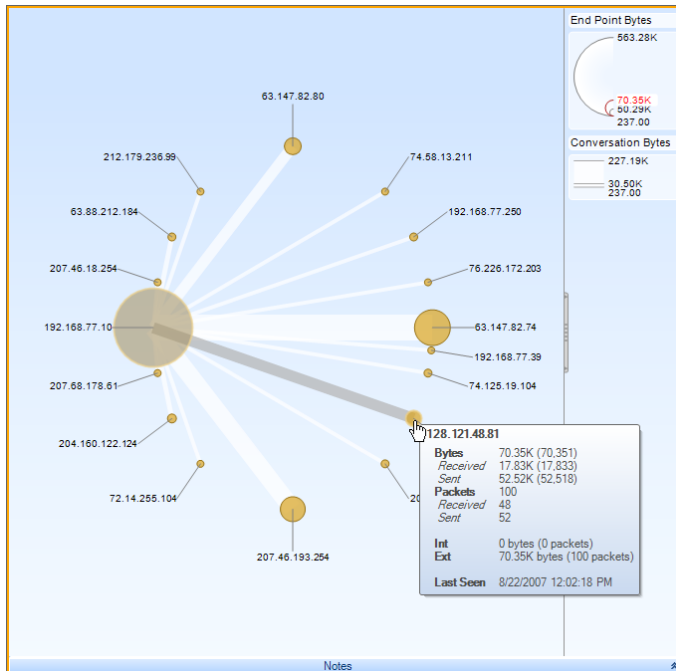 End Point Bytes
563.28K
70.35K
50.29K
237.00
Conversation Bytes
227.19K
30.50K
237.00
63.147.82.80
212.179.236.99
74.58.13.211
63.88.212.184
192.168.77.250
207.46.18.254
76.226.172.203
192.168.77.10
63.147.82.74
192.168.77.39
207.68.178.61
74.125.19.104
204.160.122.124
72.14.255.104
20
207.46.193.254
128.121.48.81
Bytes 70.35K (70,351)
Received 17.83K (17,833)
Sent 52.52K (52,518)
Packets 100
Received 48
Sent 52
Int 0 bytes (0 packets)
Ext 70.35K bytes (100 packets)
Last Seen 8/22/2007 12:02:18 PM
Notes